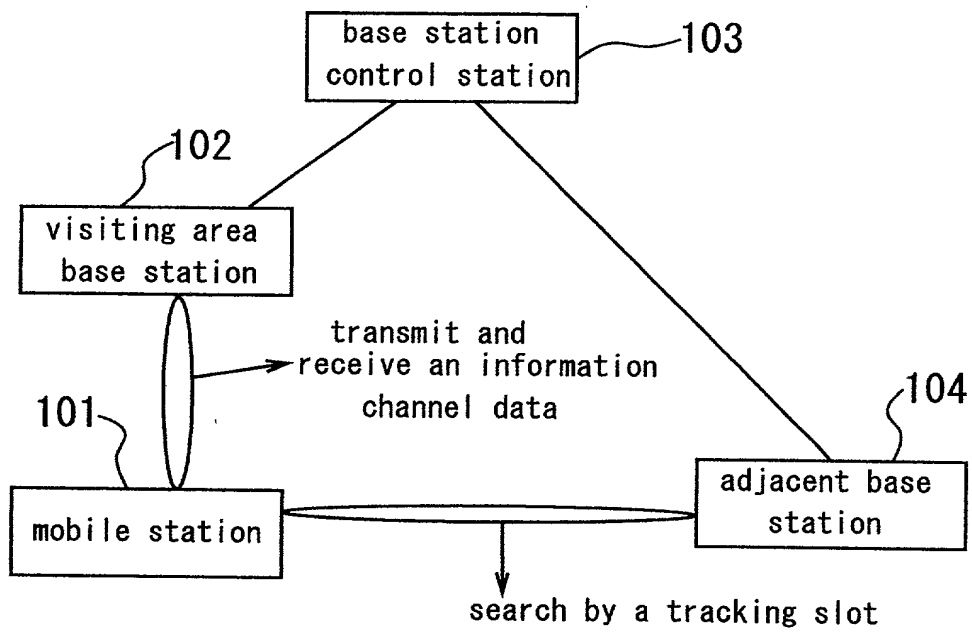 base station
control station
103
102
visiting area
base station
transmit and
receive an information
channel data
101
104
mobile station
adjacent base
station
search by a tracking slot